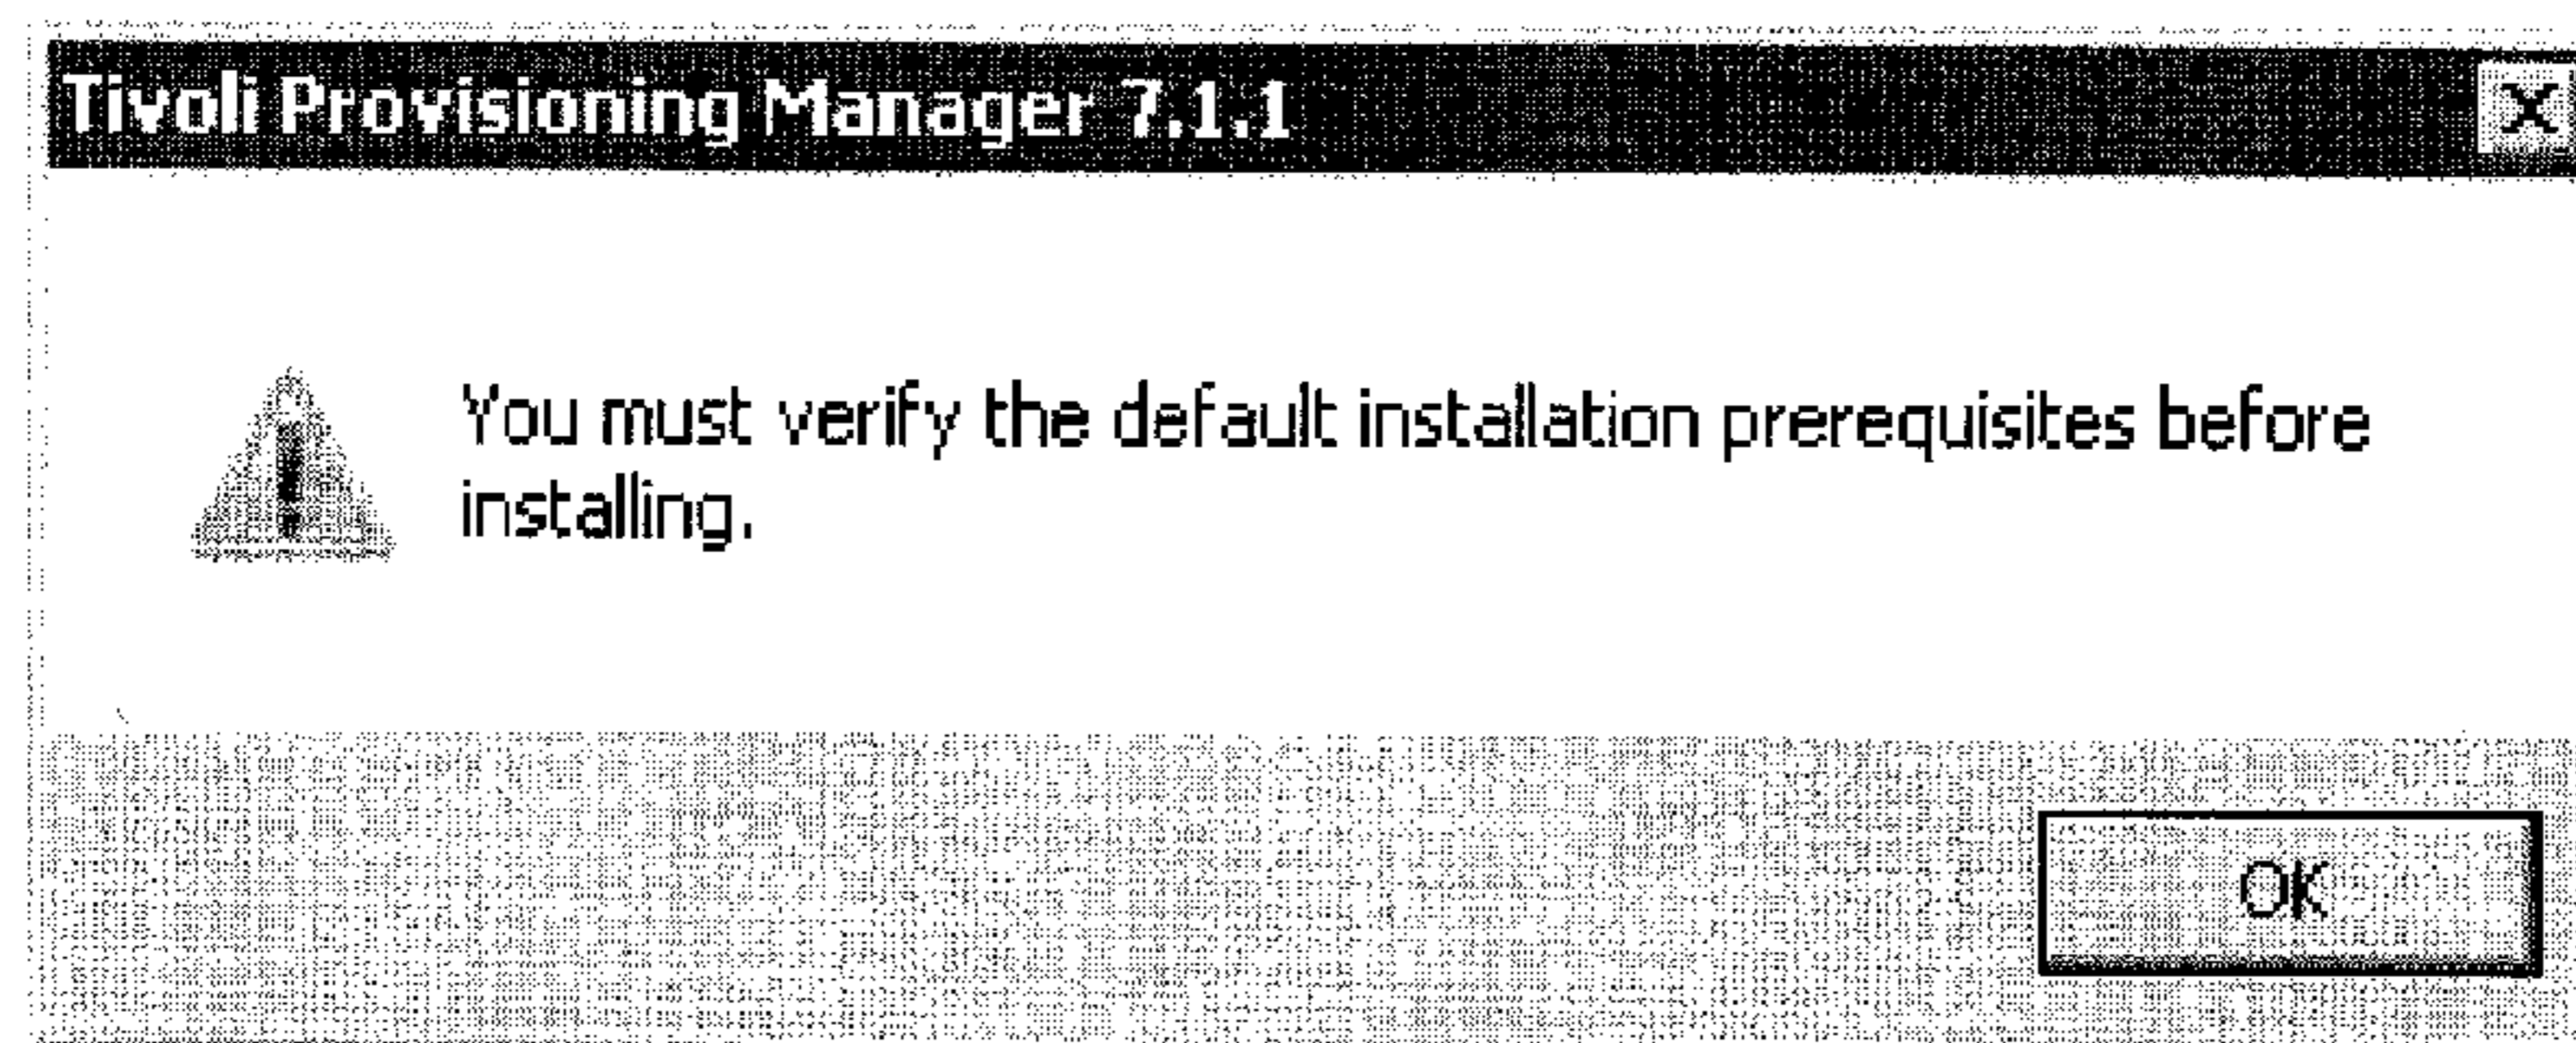 Tivoli Provisioning Manager 7.1.1
You must verify the default installation prerequisites before
installing.
OK